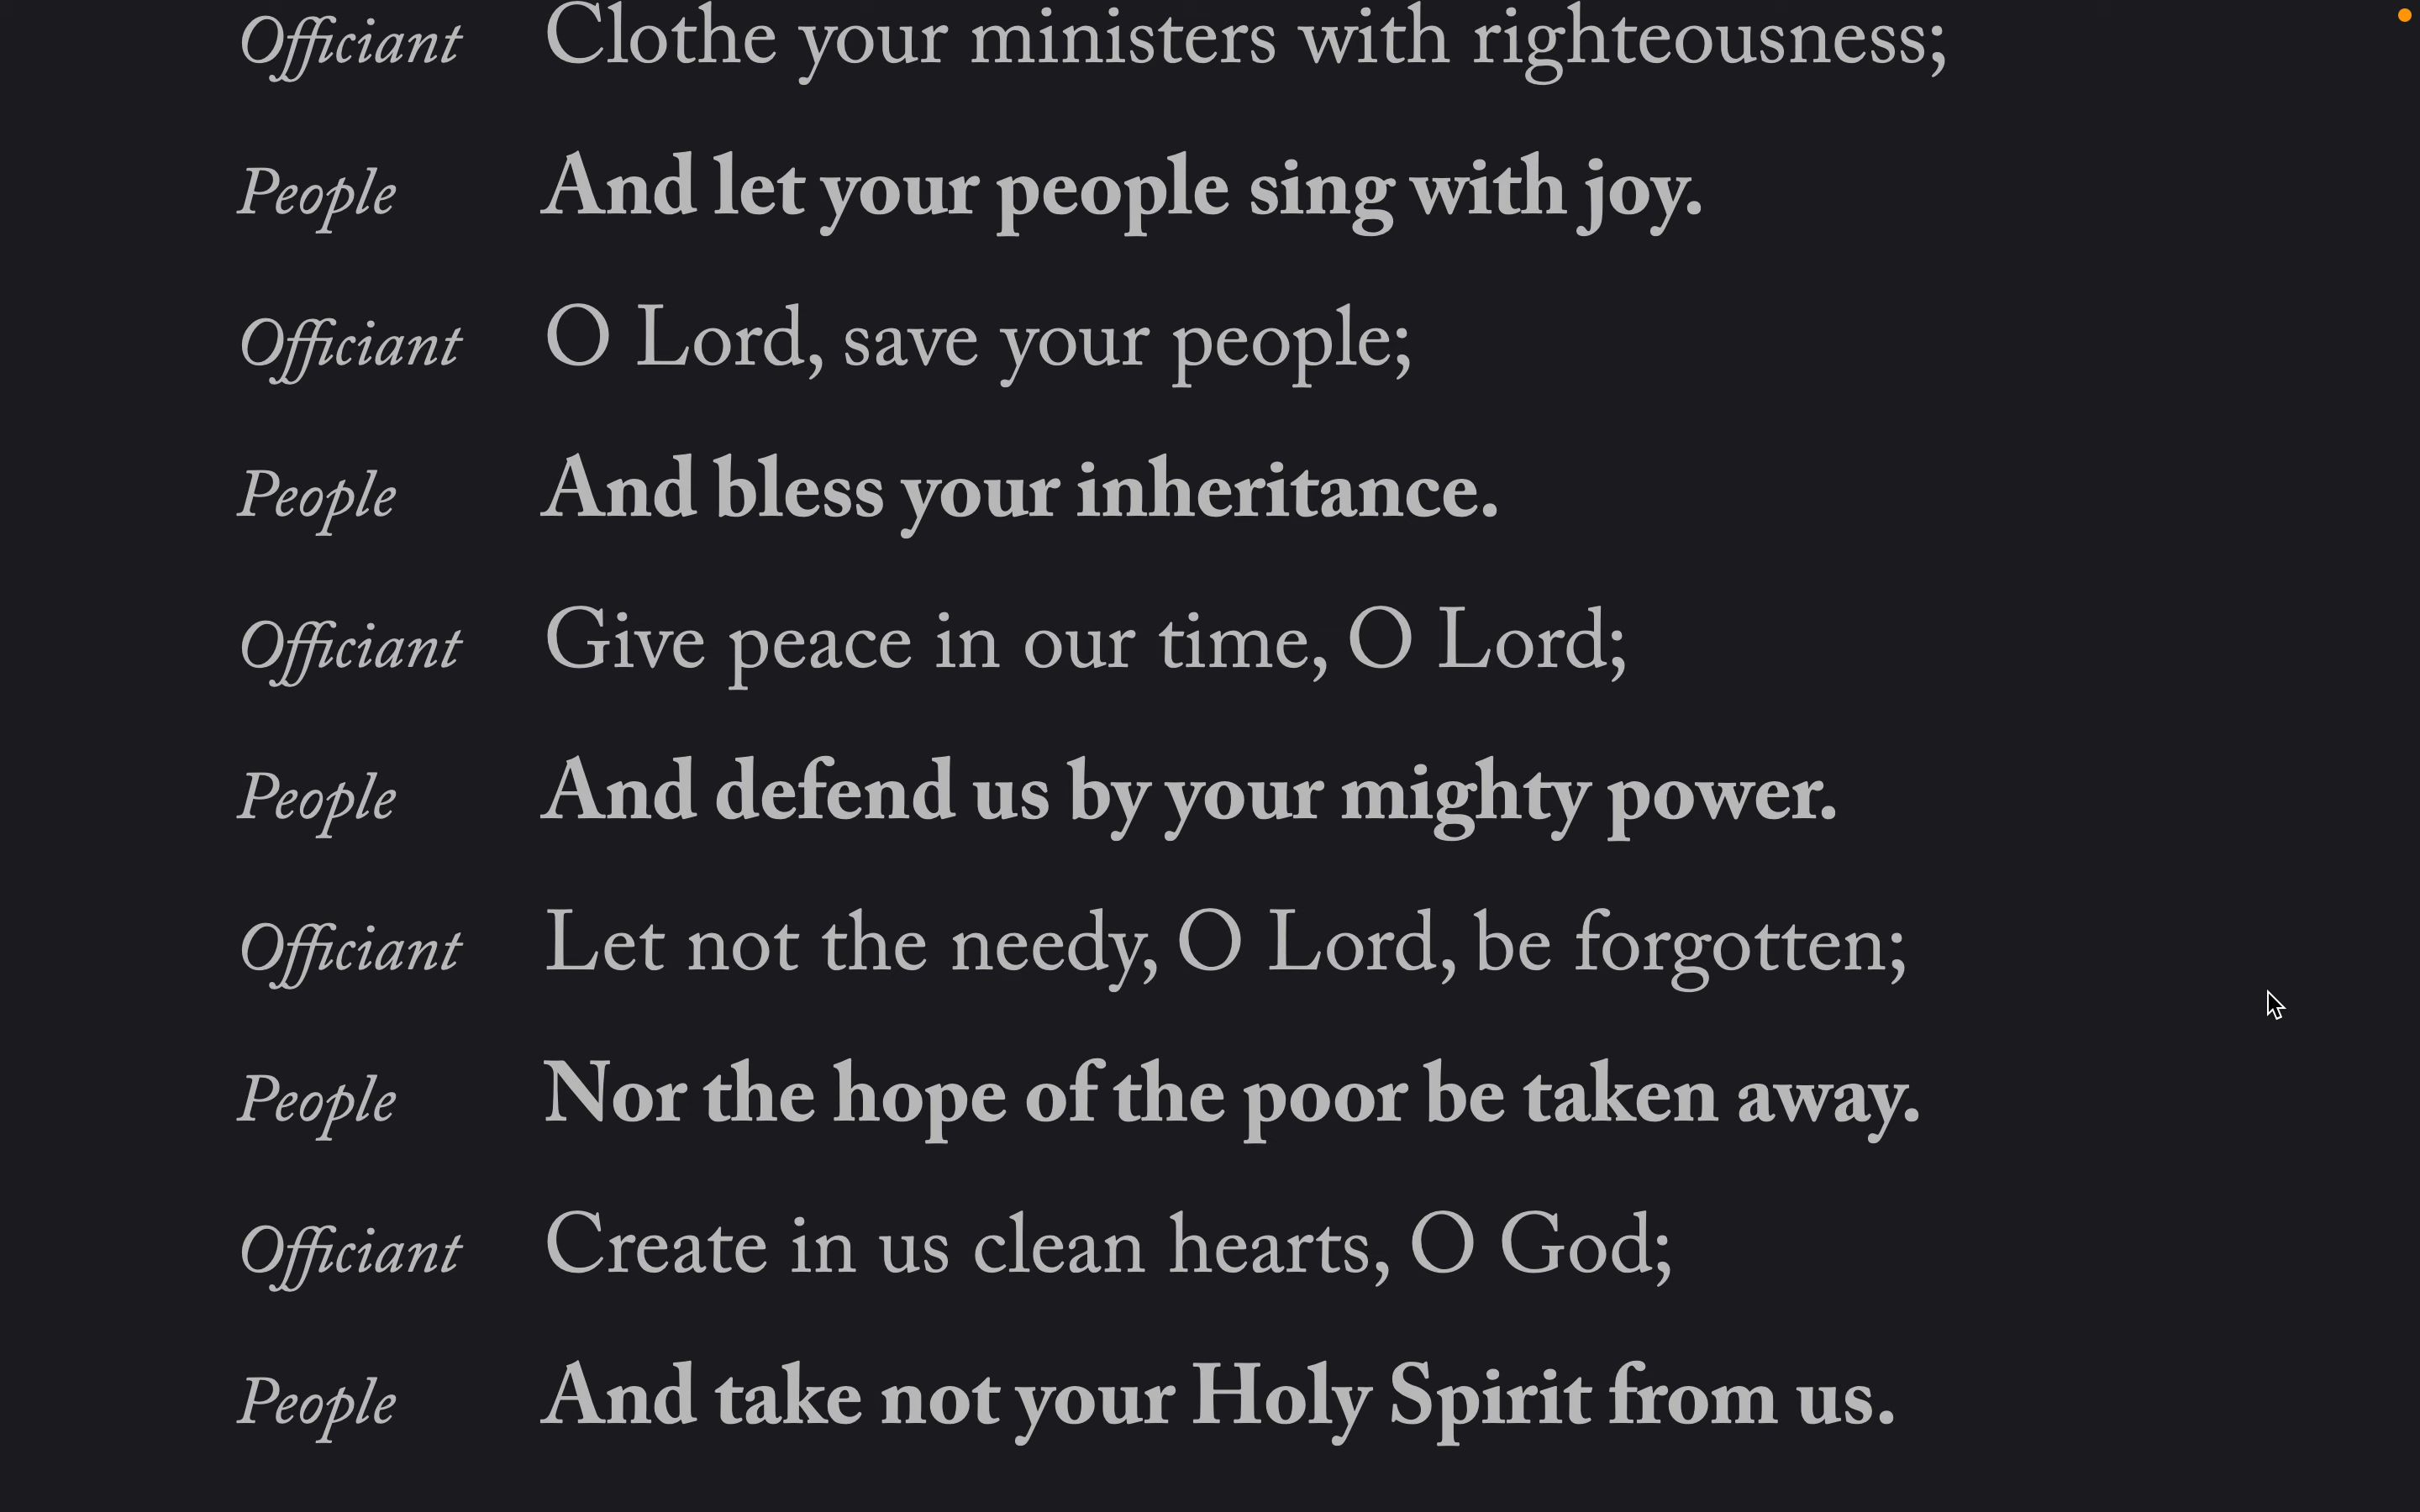 Officiant Clothe your ministers with righteousness;
People And let your people sing with joy.
Officiant O Lord, save your people;
People And bless your inheritance.
Officiant Give peace in our time, O Lord;
People And defend us by your mighty power.
Officiant Let not the needy, O Lord, be forgotten;
People Nor the hope of the poor be taken away.
Officiant Create in us clean hearts, O God;
People And take not your Holy Spirit from us.